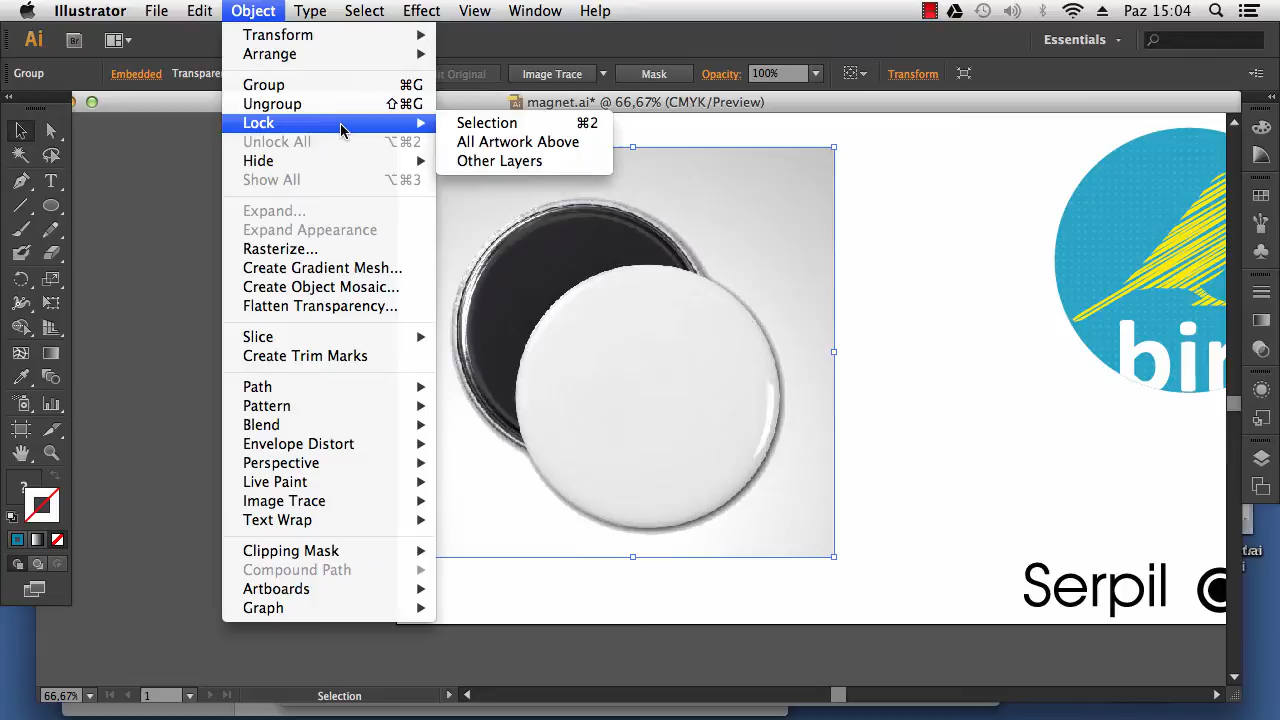 Illustrator File Edit Object Type Select Effect View Window Help Paz 15:04
Ai Br Essentials
Group Embedded Transparen Original Image Trace Mask Opacity: 100% Transform
magnet.ai* @ 66,67% (CMYK/Preview)
Transform
Arrange
Group ⌘G
Ungroup ⇧⌘G
Lock
Unlock All ⌥⌘2
Hide
Show All ⌥⌘3
Expand...
Expand Appearance
Rasterize...
Create Gradient Mesh...
Create Object Mosaic...
Flatten Transparency...
Slice
Create Trim Marks
Path
Pattern
Blend
Envelope Distort
Perspective
Live Paint
Image Trace
Text Wrap
Clipping Mask
Compound Path
Artboards
Graph
Selection ⌘2
All Artwork Above
Other Layers
bir
?
t.ai
i
Serpil
66,67% 1 Selection